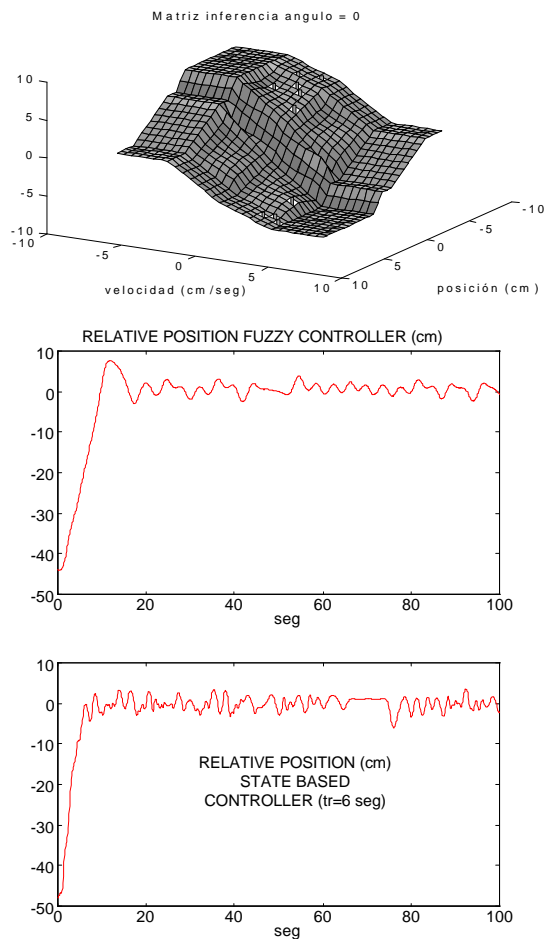 Matriz inferencia angulo = 0
10
5
0
-5
-10
-10
-5
0
5
10
velocidad (cm/seg)
-10
-5
0
5
10
posición (cm)
RELATIVE POSITION FUZZY CONTROLLER (cm)
10
0
-10
-20
-30
-40
-50
0 20 40 60 80 100
seg
10
0
-10
-20
-30
-40
-50
RELATIVE POSITION (cm)
STATE BASED
CONTROLLER (tr=6 seg)
0 20 40 60 80 100
seg